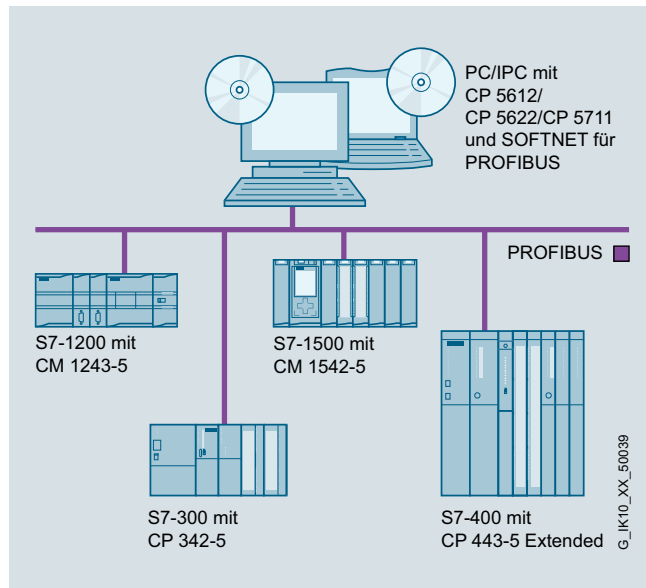 PC/IPC mit
CP 5612/
CP 5622/CP 5711
und SOFTNET für
PROFIBUS
PROFIBUS
S7-1200 mit
CM 1243-5
S7-1500 mit
CM 1542-5
S7-300 mit
CP 342-5
S7-400 mit
CP 443-5 Extended
G_IK10_XX_50039